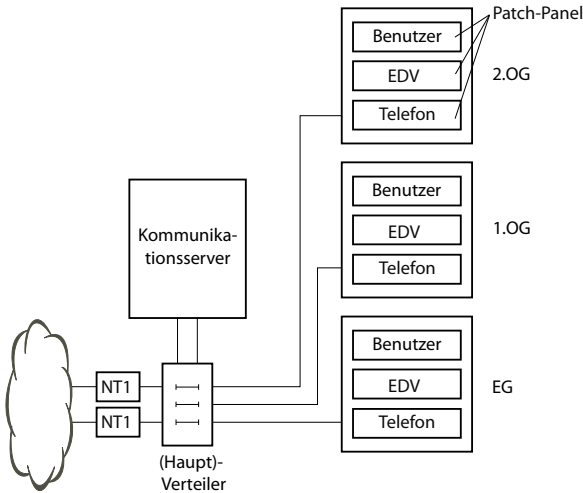 Patch-Panel
Benutzer
EDV
2.OG
Telefon
Benutzer
Kommunika-
tionsserver
EDV
1.OG
Telefon
Benutzer
NT1
EDV
EG
NT1
Telefon
(Haupt)-
Verteiler